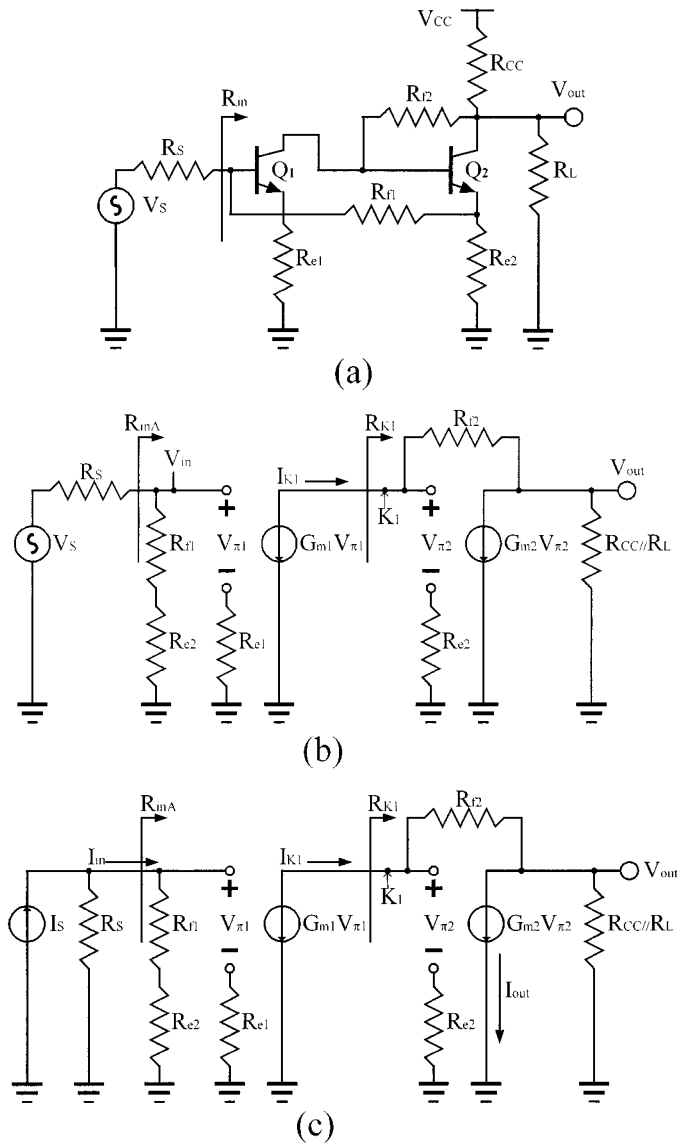 VCC
RCC
Rf2
Vout
Rin
RS
Q1
Q2
RL
VS
Rf1
Re1
Re2
(a)
RinA
RK1
Rf2
Vin
RS
IK1
Vout
K1
+
+
VS
Rf1
Vπ1
Gm1Vπ1
Vπ2
Gm2Vπ2
RCC//RL
−
−
Re2
Re1
Re2
(b)
RinA
RK1
Rf2
Iin
IK1
Vout
K1
+
+
IS
RS
Rf1
Vπ1
Gm1Vπ1
Vπ2
Gm2Vπ2
RCC//RL
−
−
Iout
Re2
Re1
Re2
(c)